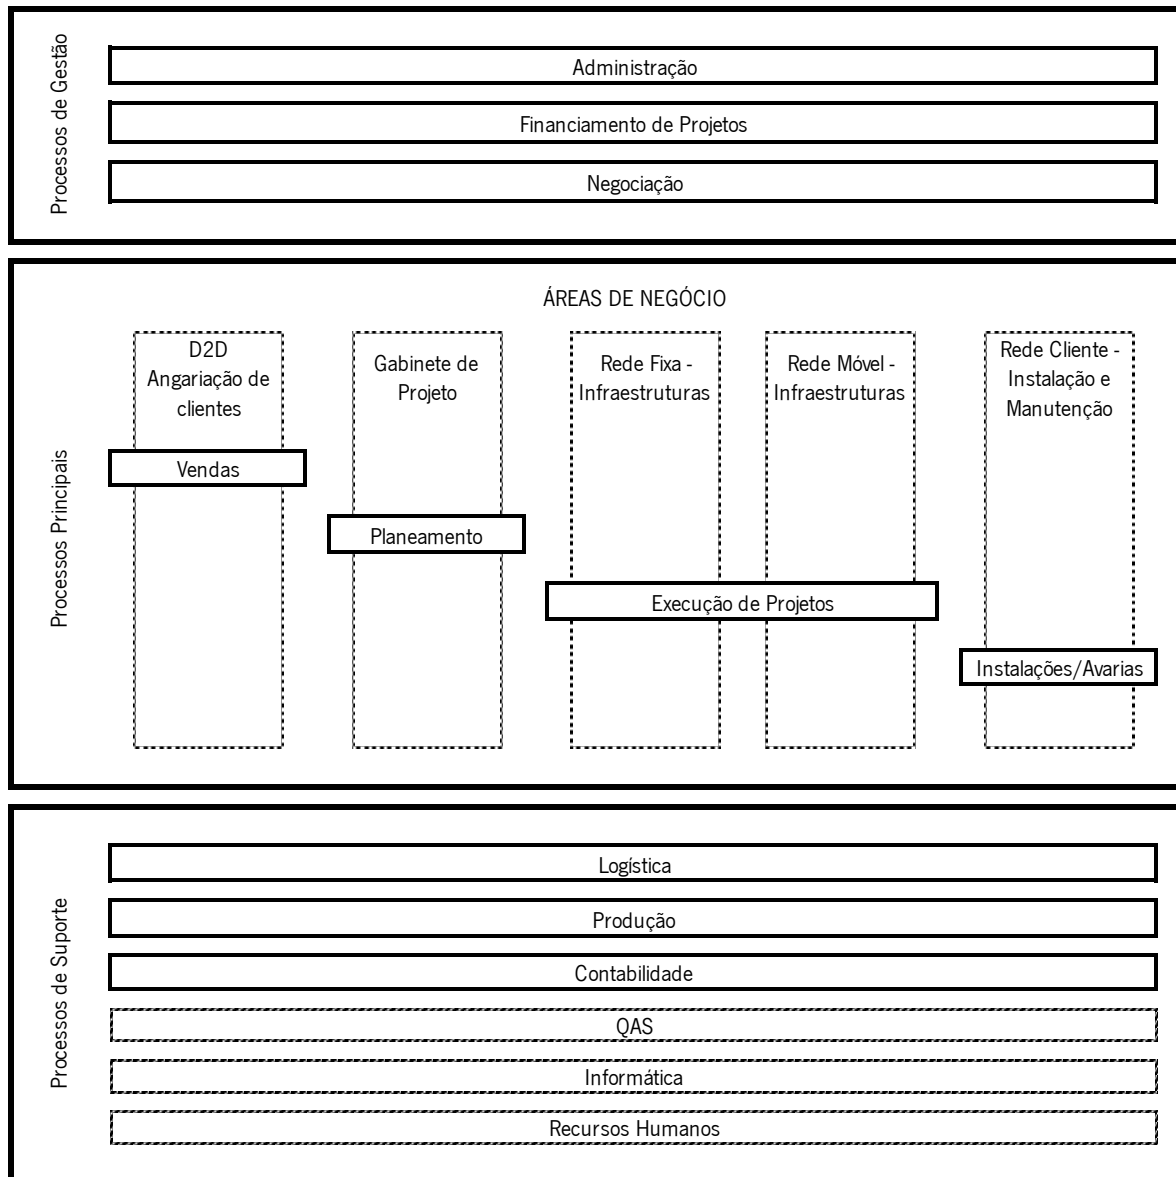 Processos de Gestão
Administração
Financiamento de Projetos
Negociação
Processos Principais
ÁREAS DE NEGÓCIO
D2D
Angariação de
clientes
Gabinete de
Projeto
Rede Fixa -
Infraestruturas
Rede Móvel -
Infraestruturas
Rede Cliente -
Instalação e
Manutenção
Vendas
Planeamento
Execução de Projetos
Instalações/Avarias
Processos de Suporte
Logística
Produção
Contabilidade
QAS
Informática
Recursos Humanos